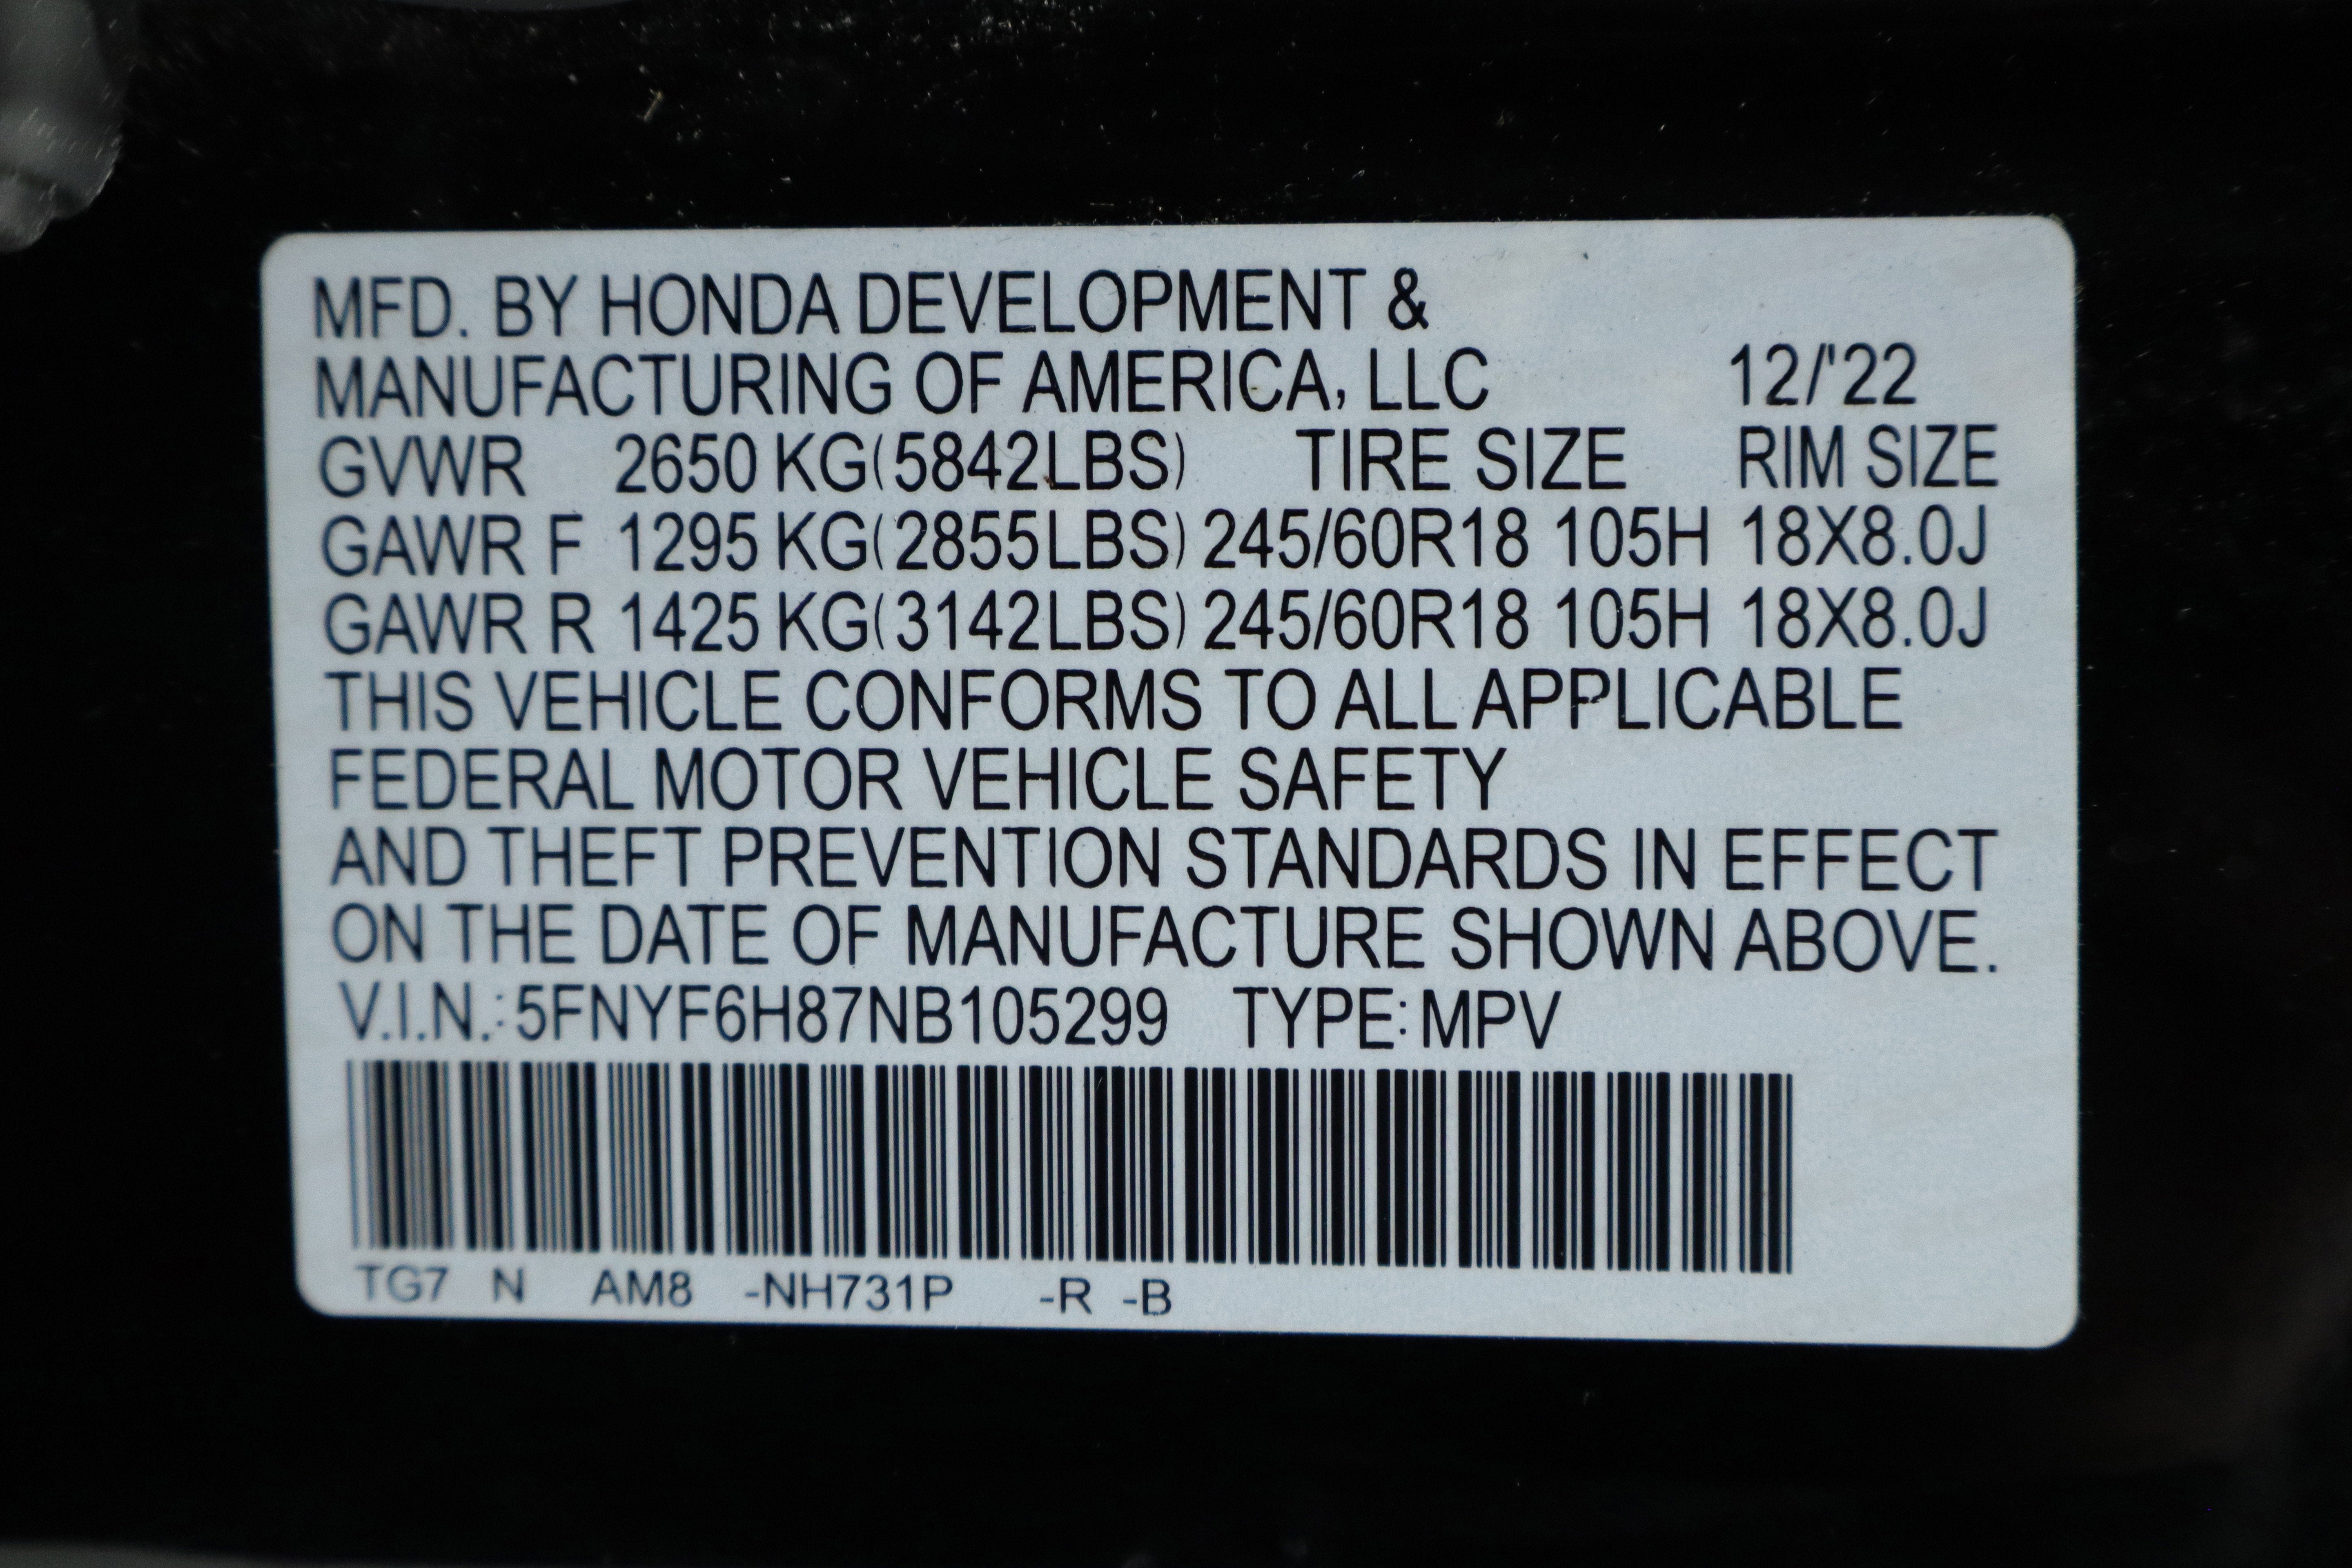 MFD. BY HONDA DEVELOPMENT &
MANUFACTURING OF AMERICA, LLC 12/'22
GVWR 2650 KG(5842LBS) TIRE SIZE RIM SIZE
GAWR F 1295 KG(2855LBS) 245/60R18 105H 18X8.0J
GAWR R 1425 KG(3142LBS) 245/60R18 105H 18X8.0J
THIS VEHICLE CONFORMS TO ALL APPLICABLE
FEDERAL MOTOR VEHICLE SAFETY
AND THEFT PREVENTION STANDARDS IN EFFECT
ON THE DATE OF MANUFACTURE SHOWN ABOVE.
V.I.N.:5FNYF6H87NB105299 TYPE:MPV
TG7 N AM8 -NH731P -R -B